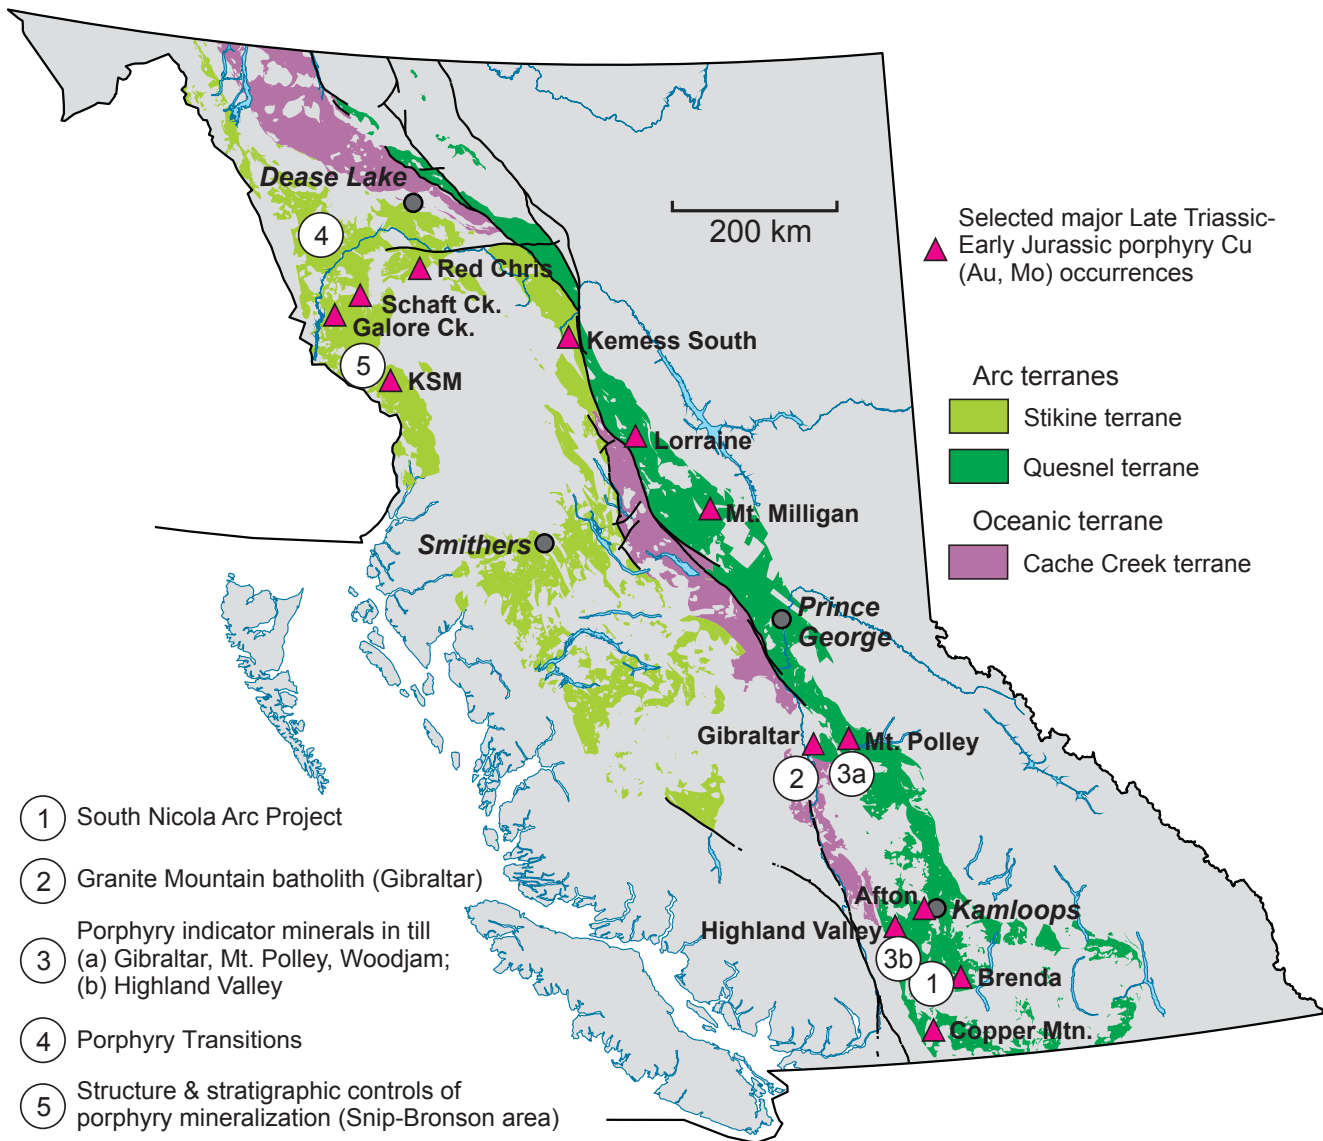 Dease Lake
4
200 km
Selected major Late Triassic-
Early Jurassic porphyry Cu
(Au, Mo) occurrences
Red Chris
Schaft Ck.
Galore Ck.
Kemess South
5
KSM
Arc terranes
Stikine terrane
Lorraine
Quesnel terrane
Mt. Milligan
Oceanic terrane
Smithers
Cache Creek terrane
Prince
George
Gibraltar
Mt. Polley
2
3a
1 South Nicola Arc Project
2 Granite Mountain batholith (Gibraltar)
Afton
Kamloops
Highland Valley
3 Porphyry indicator minerals in till
(a) Gibraltar, Mt. Polley, Woodjam;
(b) Highland Valley
3b
1
Brenda
Copper Mtn.
4 Porphyry Transitions
5 Structure & stratigraphic controls of
porphyry mineralization (Snip-Bronson area)